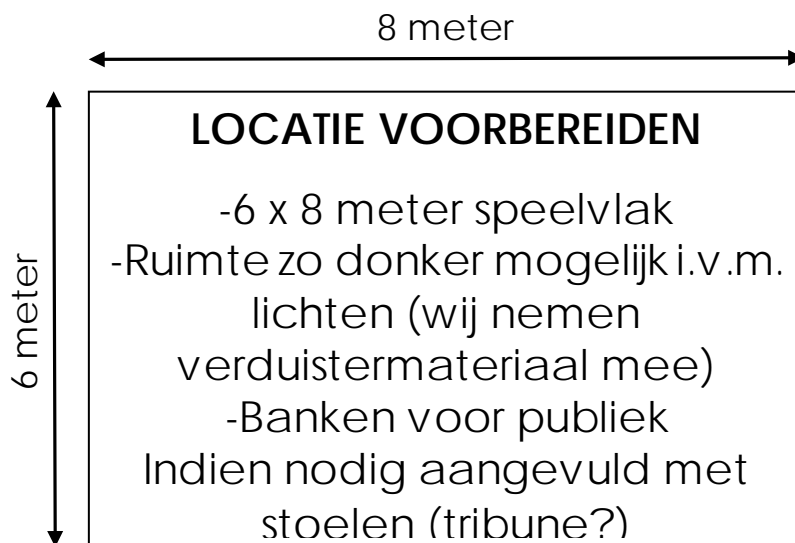 8 meter
6 meter
LOCATIE VOORBEREIDEN
-6 x 8 meter speelvlak
-Ruimte zo donker mogelijk i.v.m.
lichten (wij nemen
verduistermateriaal mee)
-Banken voor publiek
Indien nodig aangevuld met
stoelen (tribune?)